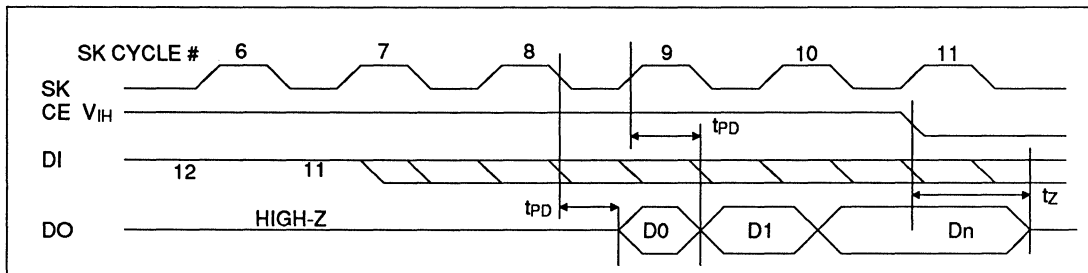 SK CYCLE # 6 7 8 9 10 11
SK
CE VIH
tPD
DI
12 11
tZ
tPD
HIGH-Z
DO D0 D1 Dn